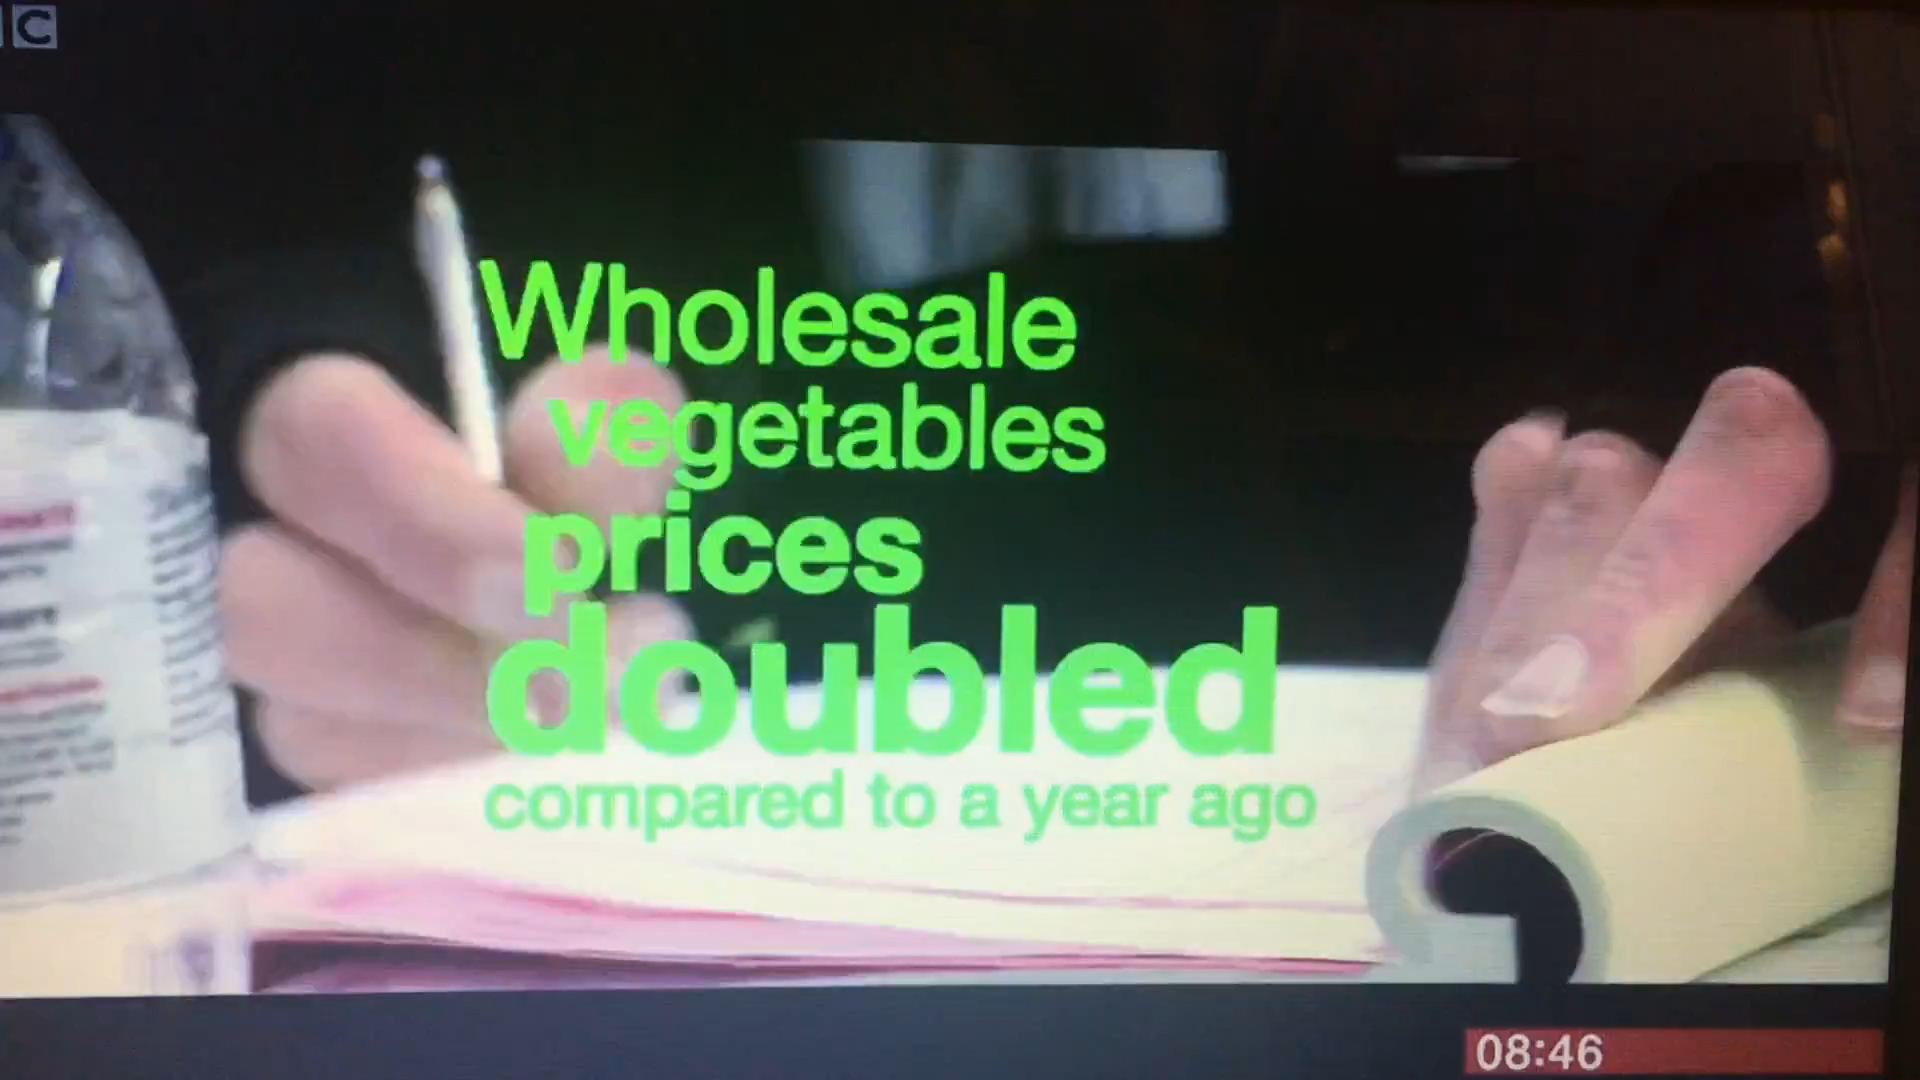 C
Wholesale
vegetables
prices
doubled
compared to a year ago
08:46